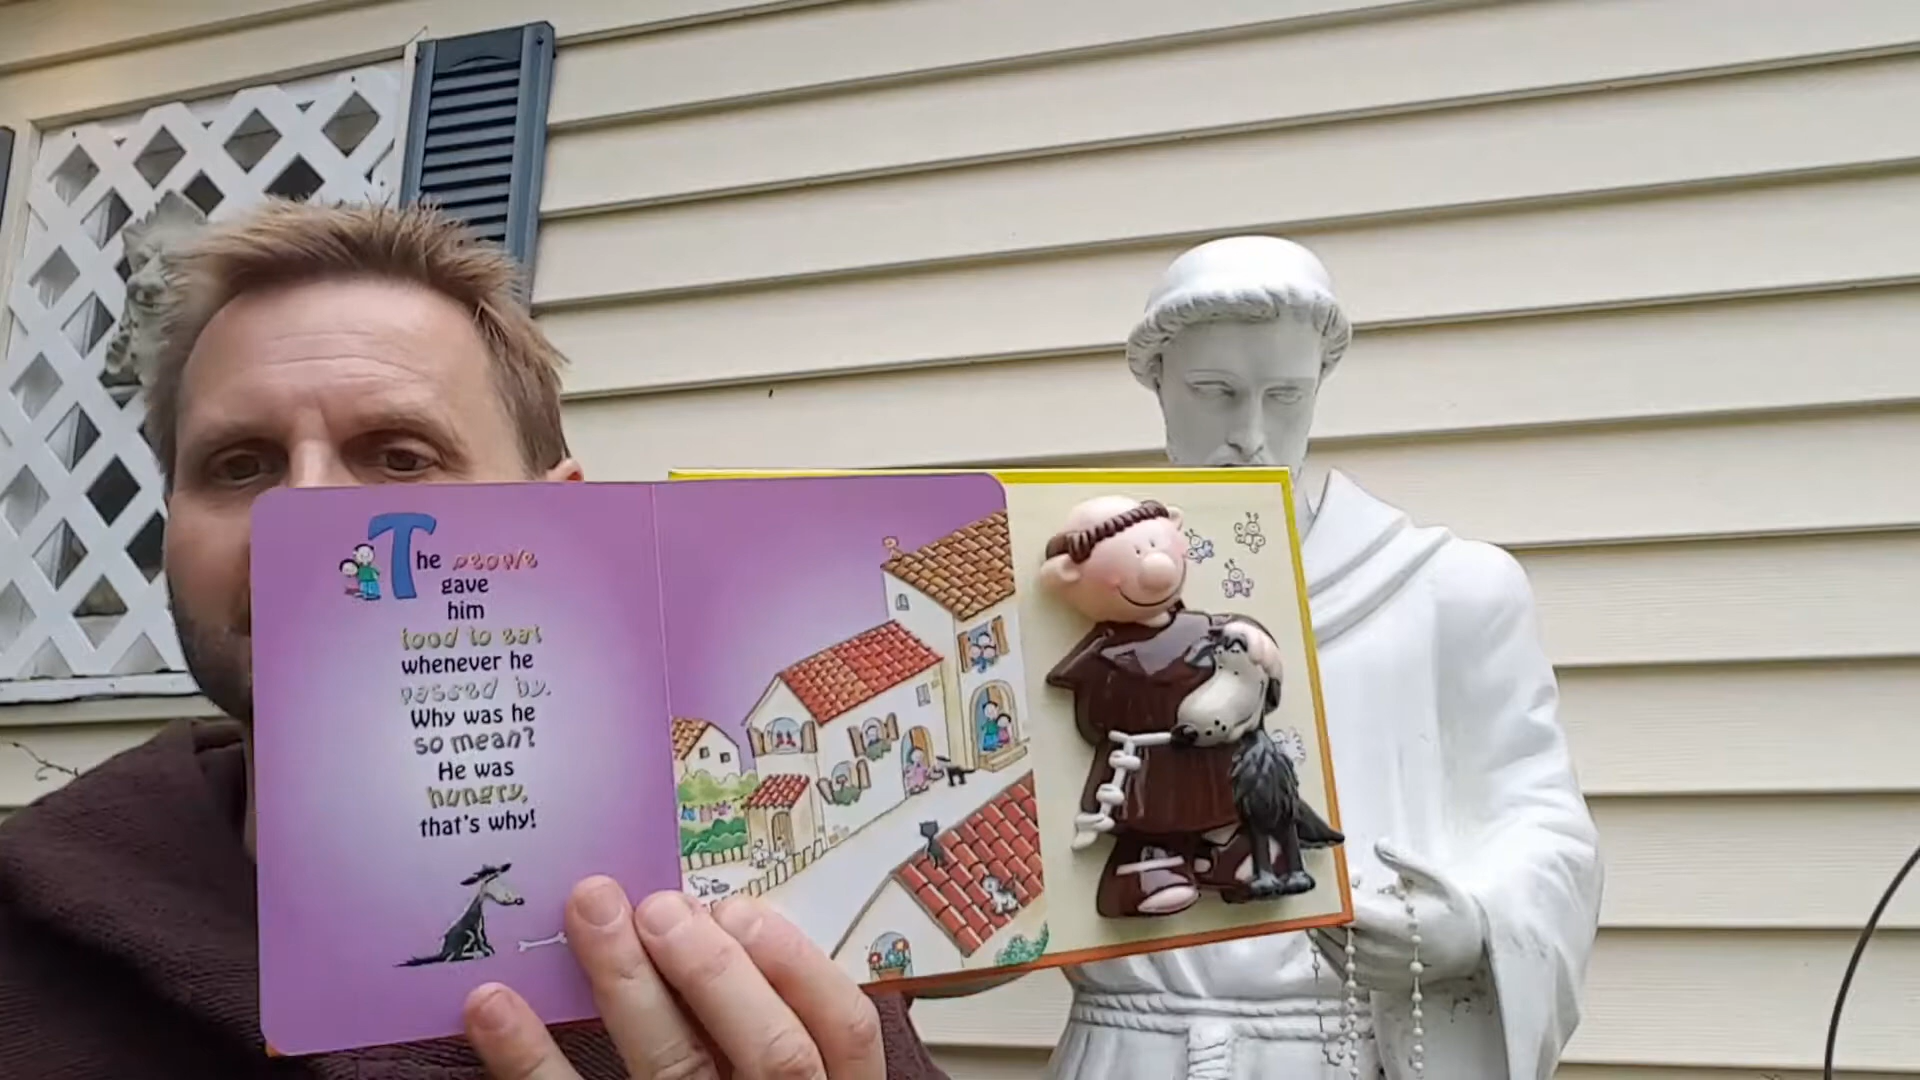 The people
gave
him
food to eat
whenever he
passed by.
Why was he
so mean?
He was
hungry,
that's why!